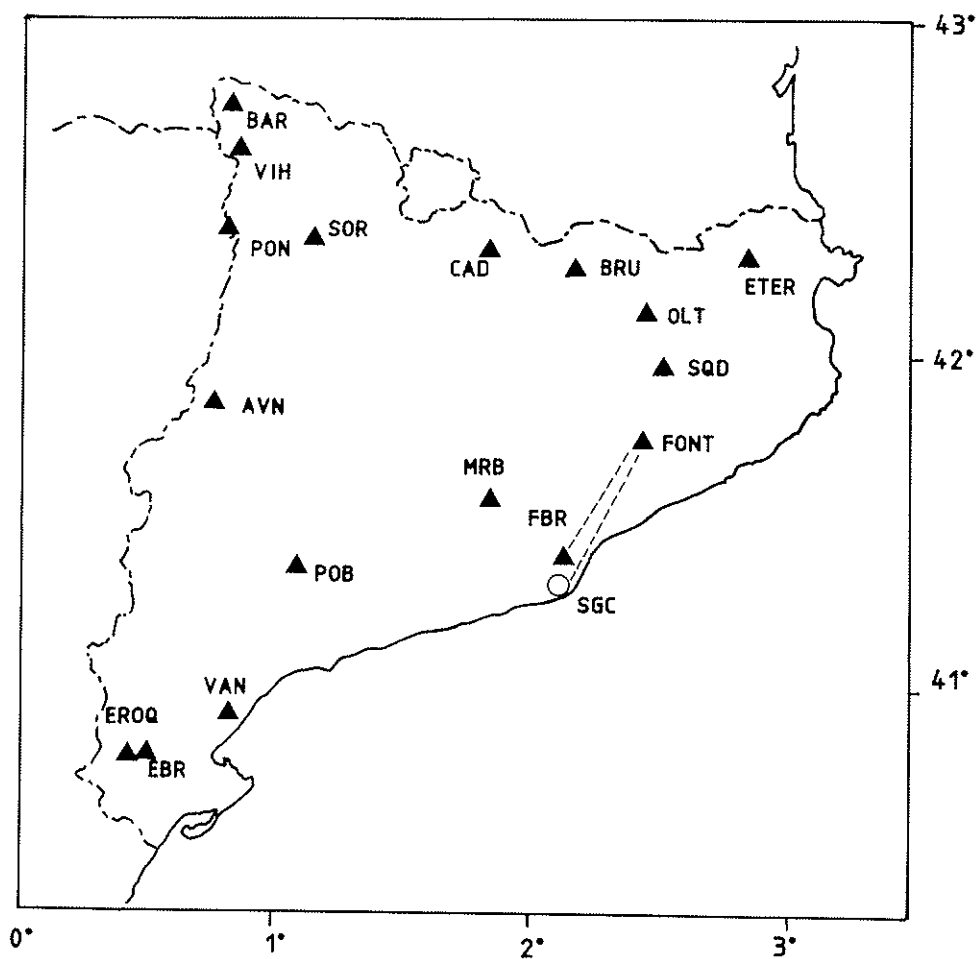 43°
BAR
VIH
PON
SOR
CAD
BRU
ETER
OLT
42°
SQD
AVN
FONT
MRB
FBR
POB
SGC
41°
VAN
EROQ
EBR
0°
1°
2°
3°